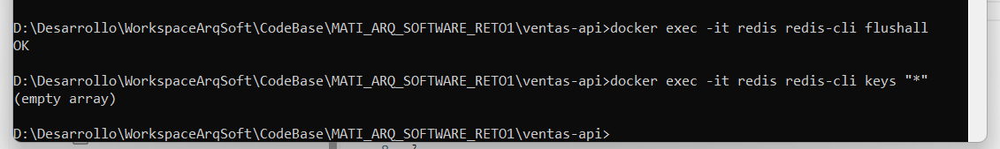 D:\Desarrollo\WorkspaceArqSoft\CodeBase\MATI_ARQ_SOFTWARE_RETO1\ventas-api>docker exec -it redis redis-cli flushall
OK
D:\Desarrollo\WorkspaceArqSoft\CodeBase\MATI_ARQ_SOFTWARE_RETO1\ventas-api>docker exec -it redis redis-cli keys "*"
(empty array)
D:\Desarrollo\WorkspaceArqSoft\CodeBase\MATI_ARQ_SOFTWARE_RETO1\ventas-api>